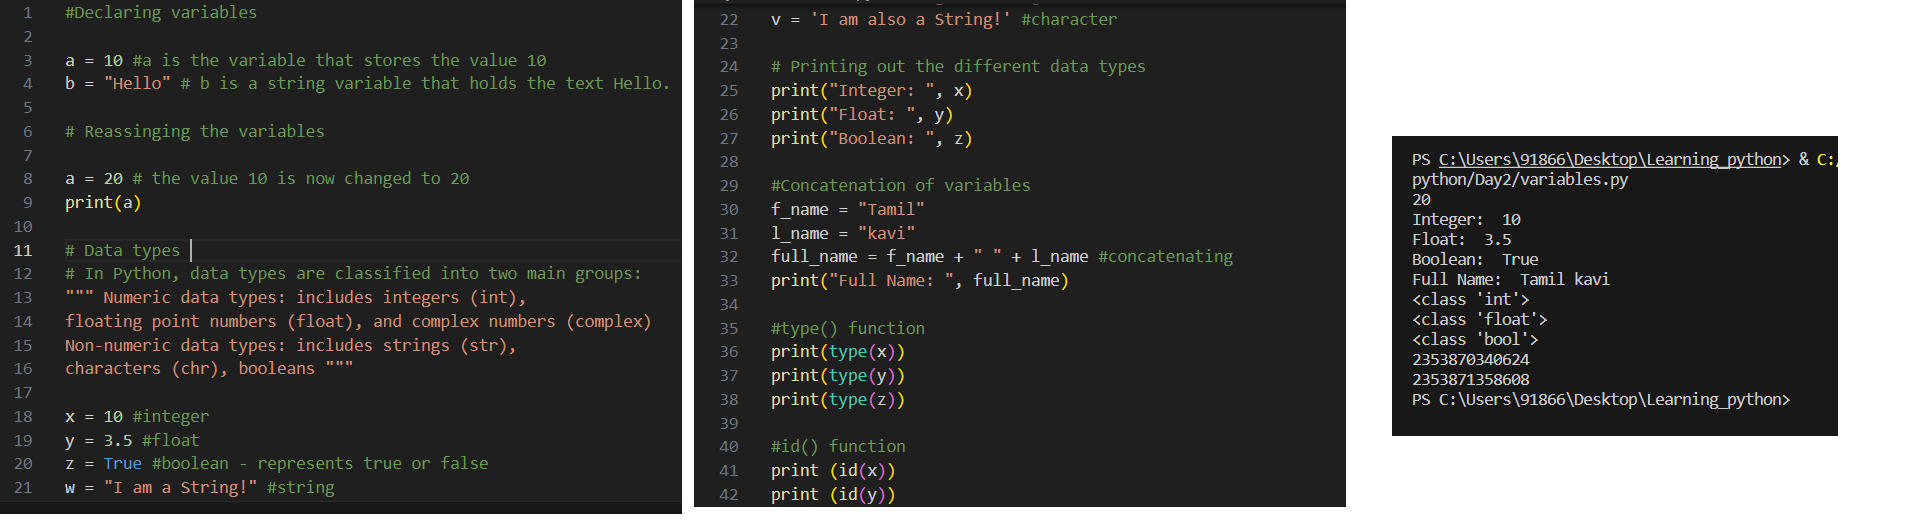 1 #Declaring variables
2
3 a = 10 #a is the variable that stores the value 10
4 b = "Hello" # b is a string variable that holds the text Hello.
5
6 # Reassinging the variables
7
8 a = 20 # the value 10 is now changed to 20
9 print(a)
10
11 # Data types
12 # In Python, data types are classified into two main groups:
13 """ Numeric data types: includes integers (int),
14 floating point numbers (float), and complex numbers (complex)
15 Non-numeric data types: includes strings (str),
16 characters (chr), booleans """
17
18 x = 10 #integer
19 y = 3.5 #float
20 z = True #boolean - represents true or false
21 w = "I am a String!" #string
22 v = 'I am also a String!' #character
23
24 # Printing out the different data types
25 print("Integer: ", x)
26 print("Float: ", y)
27 print("Boolean: ", z)
28
29 #Concatenation of variables
30 f_name = "Tamil"
31 l_name = "kavi"
32 full_name = f_name + " " + l_name #concatenating
33 print("Full Name: ", full_name)
34
35 #type() function
36 print(type(x))
37 print(type(y))
38 print(type(z))
39
40 #id() function
41 print (id(x))
42 print (id(y))
PS C:\Users\91866\Desktop\Learning_python> & C:/
python/Day2/variables.py
20
Integer:  10
Float:  3.5
Boolean:  True
Full Name:  Tamil kavi
<class 'int'>
<class 'float'>
<class 'bool'>
2353870340624
2353871358608
PS C:\Users\91866\Desktop\Learning_python>